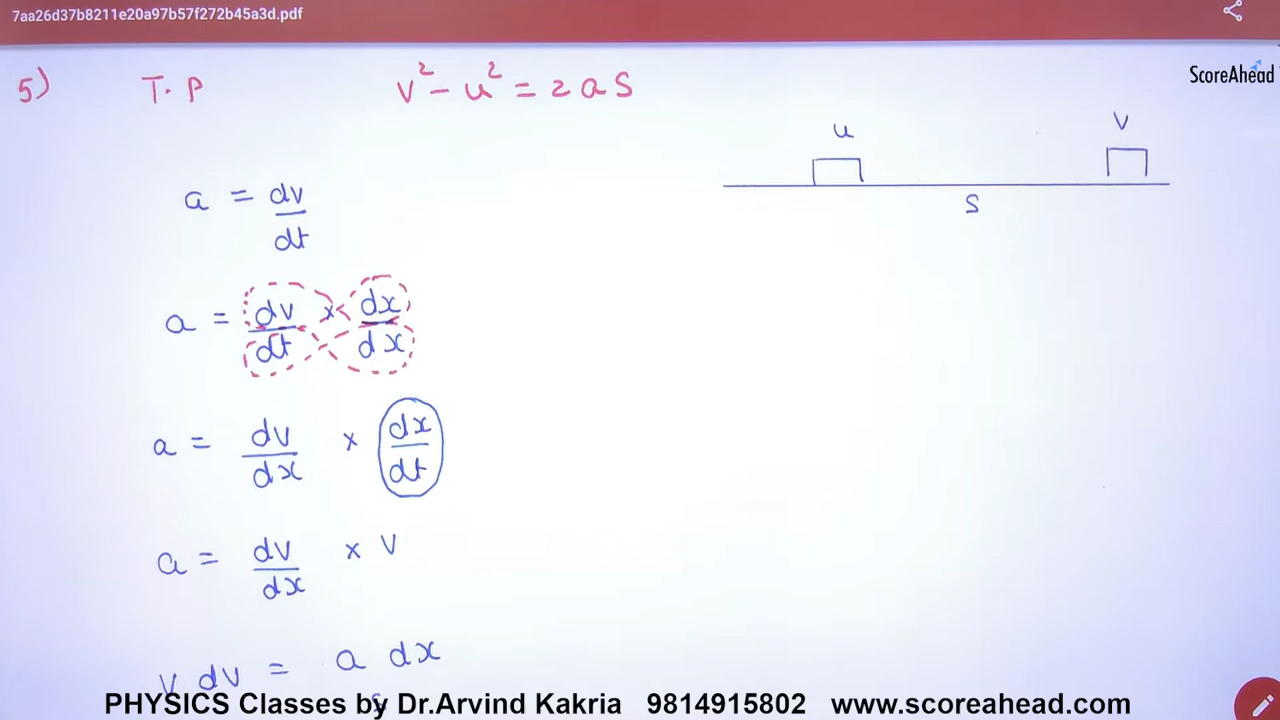 7aa26d37b8211e20a97b57f272b45a3d.pdf
ScoreAhead
5) T.P v² - u² = 2aS
u
v
S
a = dv/dt
a = dv/dt × dx/dx
a = dv/dx × dx/dt
a = dv/dx × v
v dv = a dx
PHYSICS Classes by Dr.Arvind Kakria 9814915802 www.scoreahead.com